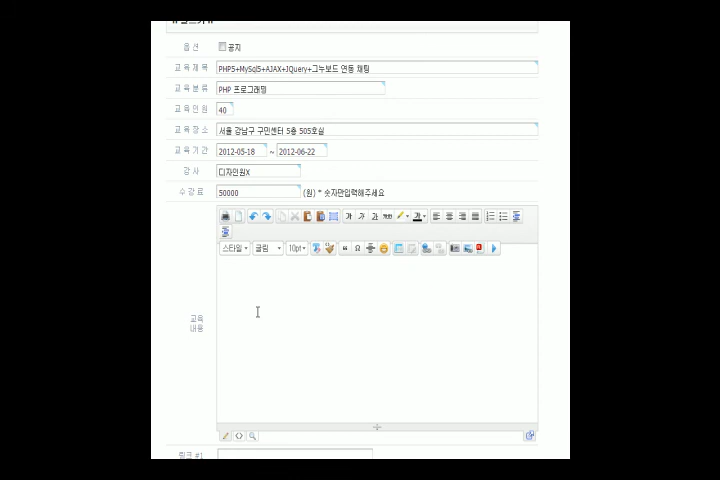 옵 션 공지
교 육 제 목 PHP5+MySql5+AJAX+JQuery+그누보드 연동 채팅
교 육 분 류 PHP 프로그래밍
교 육 인 원 40
교 육 장 소 서울 강남구 구민센터 5층 505호실
교 육 기 간 2012-05-18 ~ 2012-06-22
강 사 디자인원X
수 강 료 50000 (원) * 숫자만입력해주세요
가 가 가 가
스타일 굴림 10pt
교육
내용
링크 #1